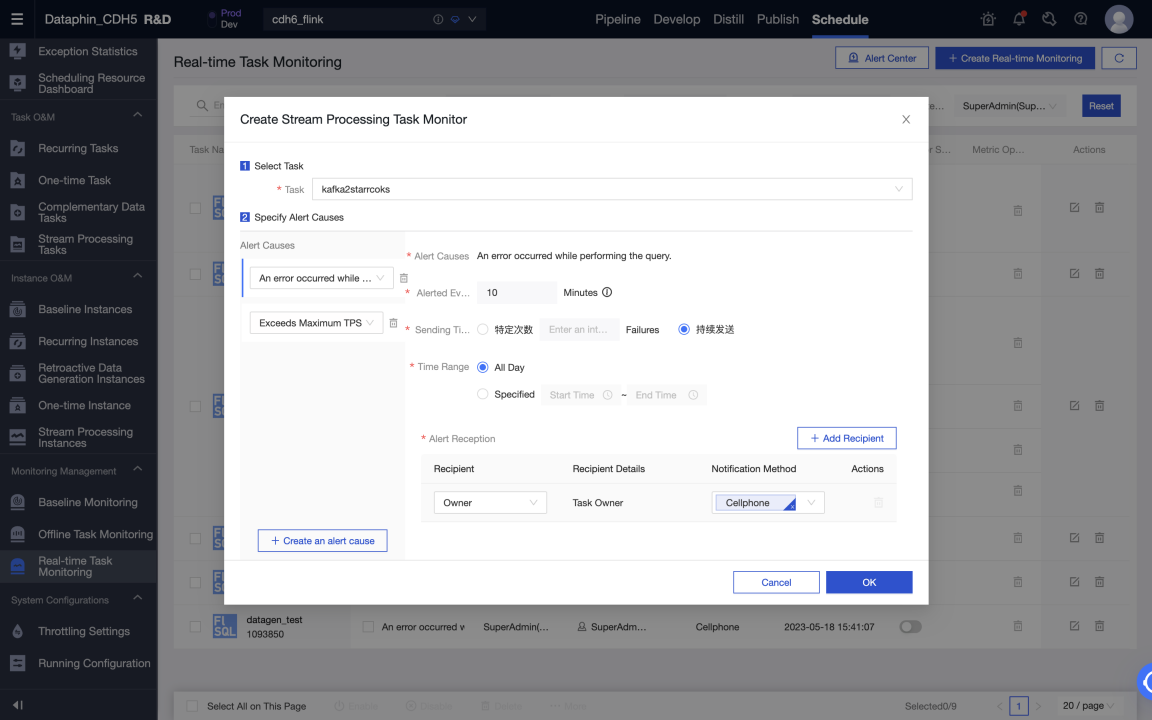 Dataphin_CDH5 R&D
Prod
Dev
cdh6_flink
Pipeline Develop Distill Publish Schedule
Exception Statistics
Scheduling Resource
Dashboard
Task O&M
Recurring Tasks
One-time Task
Complementary Data
Tasks
Stream Processing
Tasks
Instance O&M
Baseline Instances
Recurring Instances
Retroactive Data
Generation Instances
One-time Instance
Stream Processing
Instances
Monitoring Management
Baseline Monitoring
Offline Task Monitoring
Real-time Task
Monitoring
System Configurations
Throttling Settings
Running Configuration
Real-time Task Monitoring
Alert Center
+ Create Real-time Monitoring
SuperAdmin(Sup...
Reset
Task Na
Metric Op...
Actions
Create Stream Processing Task Monitor
1 Select Task
* Task kafka2starrcoks
2 Specify Alert Causes
Alert Causes
An error occurred while ...
Exceeds Maximum TPS
+ Create an alert cause
* Alert Causes An error occurred while performing the query.
* Alerted Ev... 10 Minutes
* Sending Ti... 特定次数 Enter an int... Failures 持续发送
* Time Range All Day
Specified Start Time ~ End Time
* Alert Reception
+ Add Recipient
Recipient Recipient Details Notification Method Actions
Owner Task Owner Cellphone
Cancel OK
Fl
SQL
datagen_test
1093850
An error occurred w
SuperAdmin(...
SuperAdm...
Cellphone
2023-05-18 15:41:07
Select All on This Page
Enable
Disable
Delete
More
Selected0/9
1
20 / page